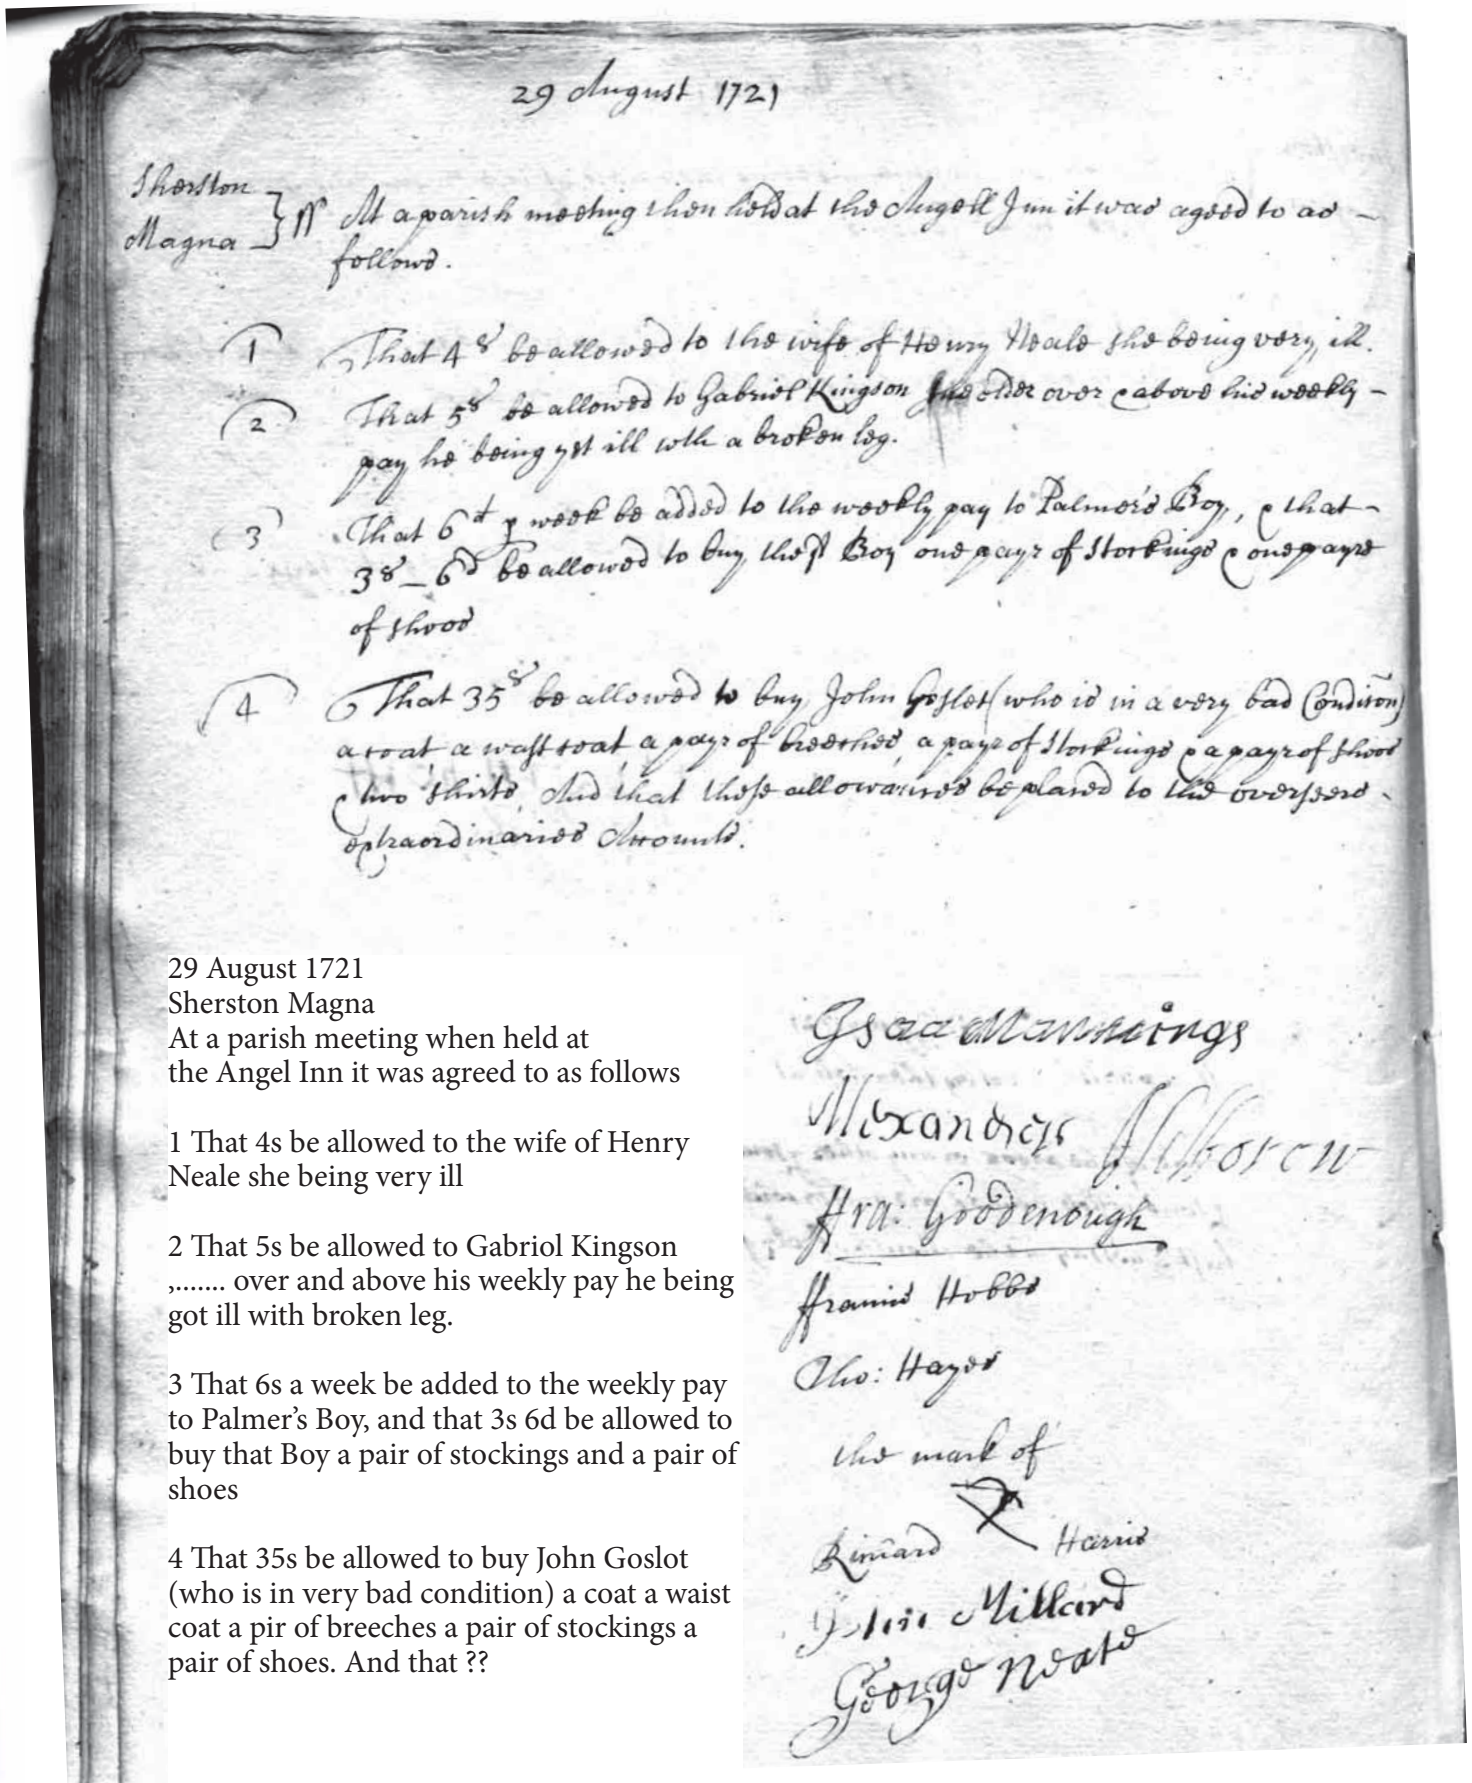 29 August 1721
Sherston
Magna
At a parish meeting then held at the Angell Inn it was ageed to as
follows.
1 That 4s be allowed to the wife of Henry Neale she being very ill.
2 That 5s be allowed to Gabriel Kingson the elder over & above his weekly
pay he being yet ill wth a broken leg.
3 That 6d p week be added to the weekly pay to Palmer's Boy, & that
3s – 6d be allowed to buy the Boy one payr of stockings & one payre
of shoos
4 That 35s be allowed to buy John Goslet (who is in a very bad Condition)
a coat, a wastcoat, a payr of breeches, a payr of stockings & a payr of shoos
& two shirts, And that these allowances be placed to the overseers
extraordinaries Accounts.
29 August 1721
Sherston Magna
At a parish meeting when held at
the Angel Inn it was agreed to as follows
1 That 4s be allowed to the wife of Henry
Neale she being very ill
2 That 5s be allowed to Gabriol Kingson
,....... over and above his weekly pay he being
got ill with broken leg.
3 That 6s a week be added to the weekly pay
to Palmer's Boy, and that 3s 6d be allowed to
buy that Boy a pair of stockings and a pair of
shoes
4 That 35s be allowed to buy John Goslot
(who is in very bad condition) a coat a waist
coat a pir of breeches a pair of stockings a
pair of shoes. And that ??
Isaac Mannings
Alexander
ffra: Goodenough
ffrancis Hobbs
Tho: Hayes
the mark of
Richard Harris
John Millard
George Neate